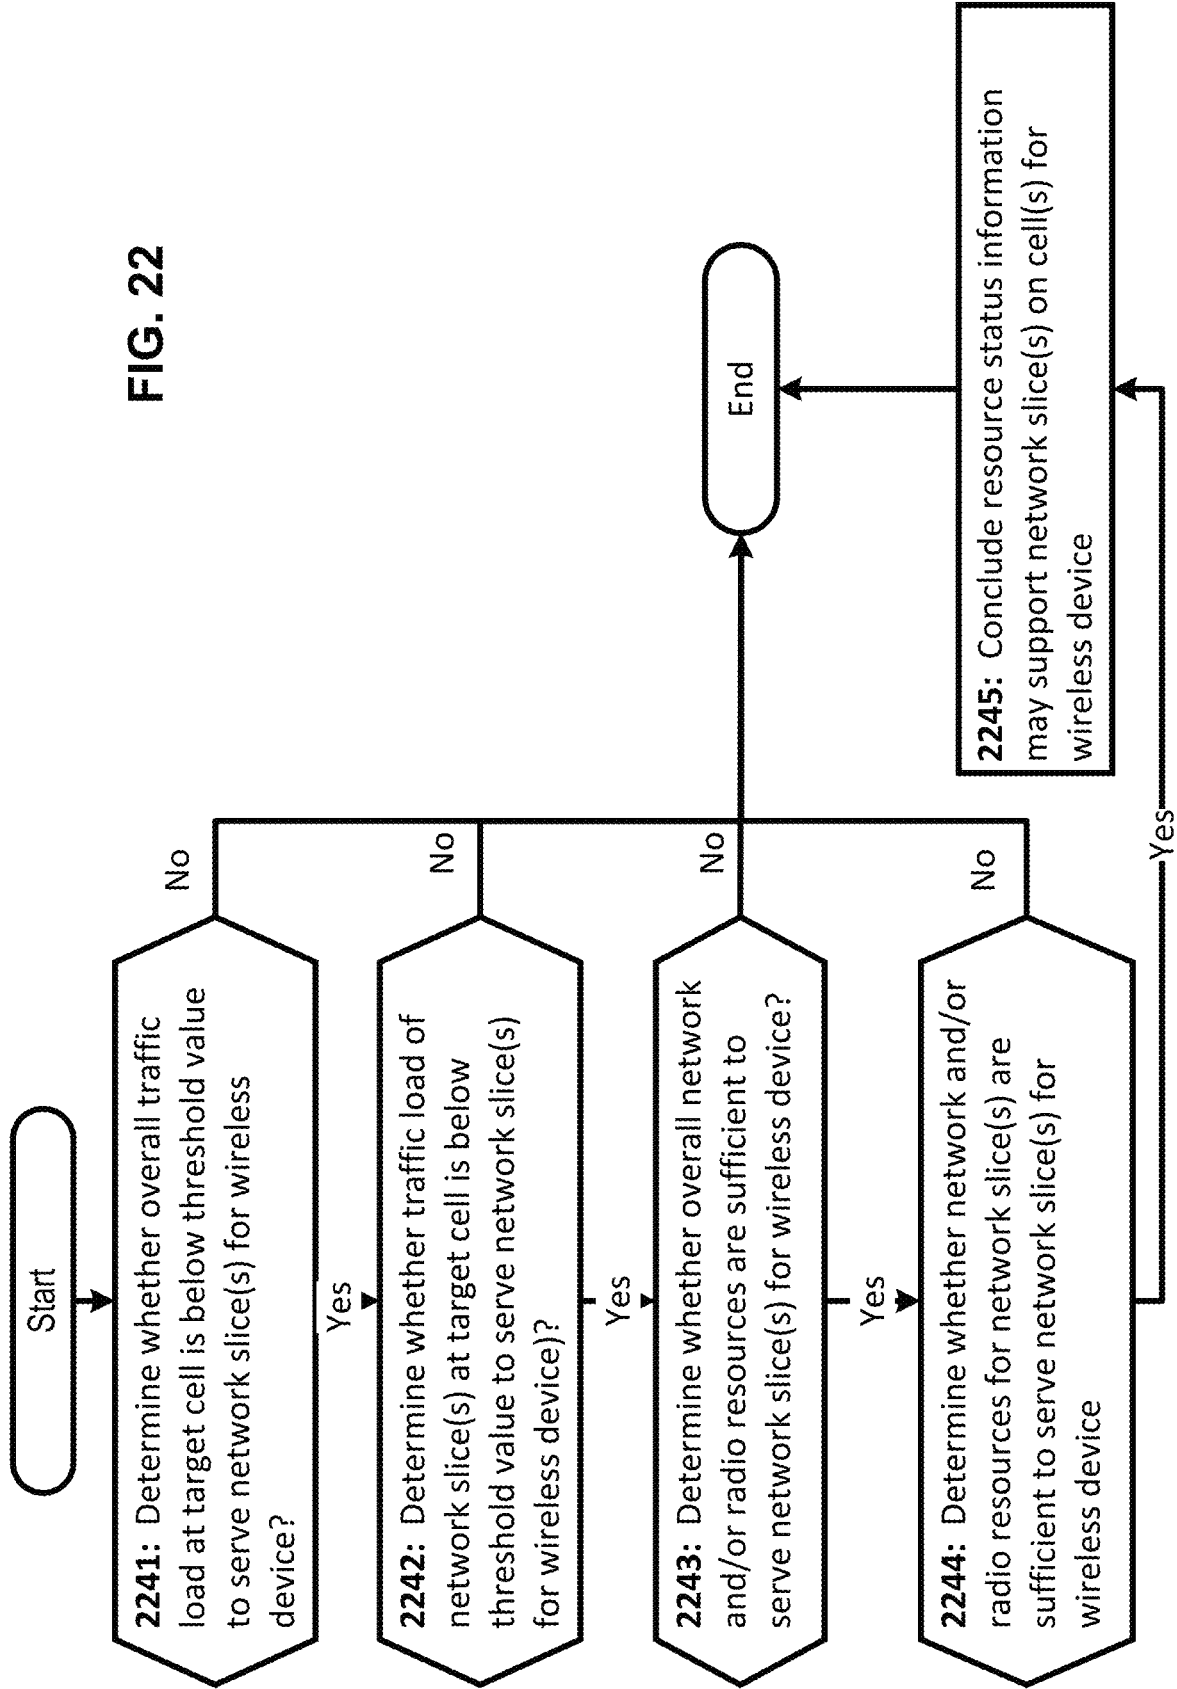 FIG. 22
Start
2241: Determine whether overall traffic
load at target cell is below threshold value
to serve network slice(s) for wireless
device?
No
Yes
2242: Determine whether traffic load of
network slice(s) at target cell is below
threshold value to serve network slice(s)
for wireless device)?
No
Yes
2243: Determine whether overall network
and/or radio resources are sufficient to
serve network slice(s) for wireless device?
No
Yes
2244: Determine whether network and/or
radio resources for network slice(s) are
sufficient to serve network slice(s) for
wireless device
No
Yes
2245: Conclude resource status information
may support network slice(s) on cell(s) for
wireless device
End